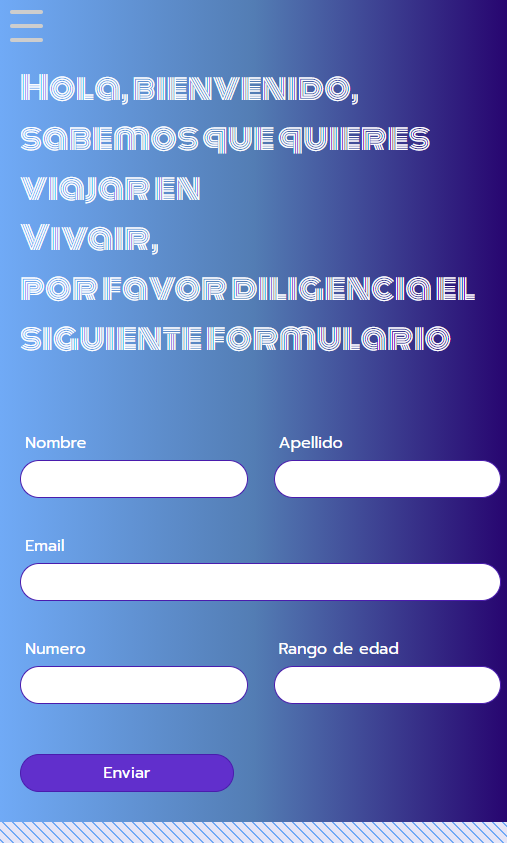 Hola, bienvenido,
sabemos que quieres
viajar en
Vivair,
por favor diligencia el
siguiente formulario
Nombre Apellido
Email
Numero Rango de edad
Enviar